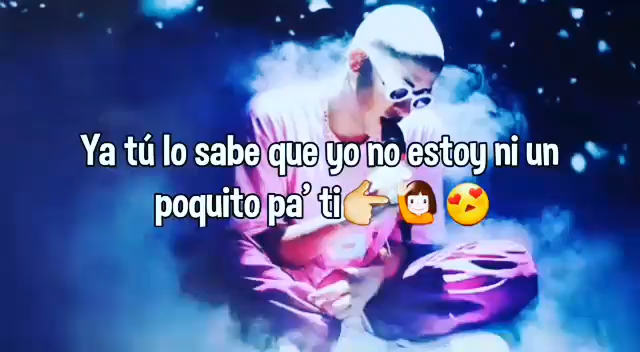 Ya tú lo sabe que yo no estoy ni un
poquito pa' ti👉🙋😍